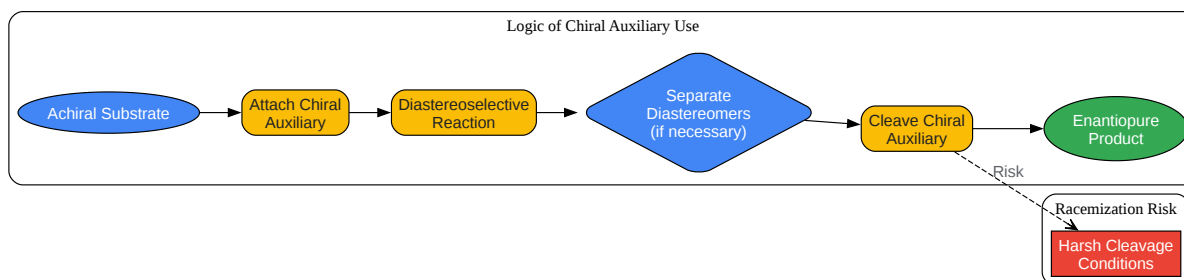 Logic of Chiral Auxiliary Use
Achiral Substrate
Attach Chiral
Auxiliary
Diastereoselective
Reaction
Separate
Diastereomers
(if necessary)
Cleave Chiral
Auxiliary
Enantiopure
Product
Risk
Racemization Risk
Harsh Cleavage
Conditions